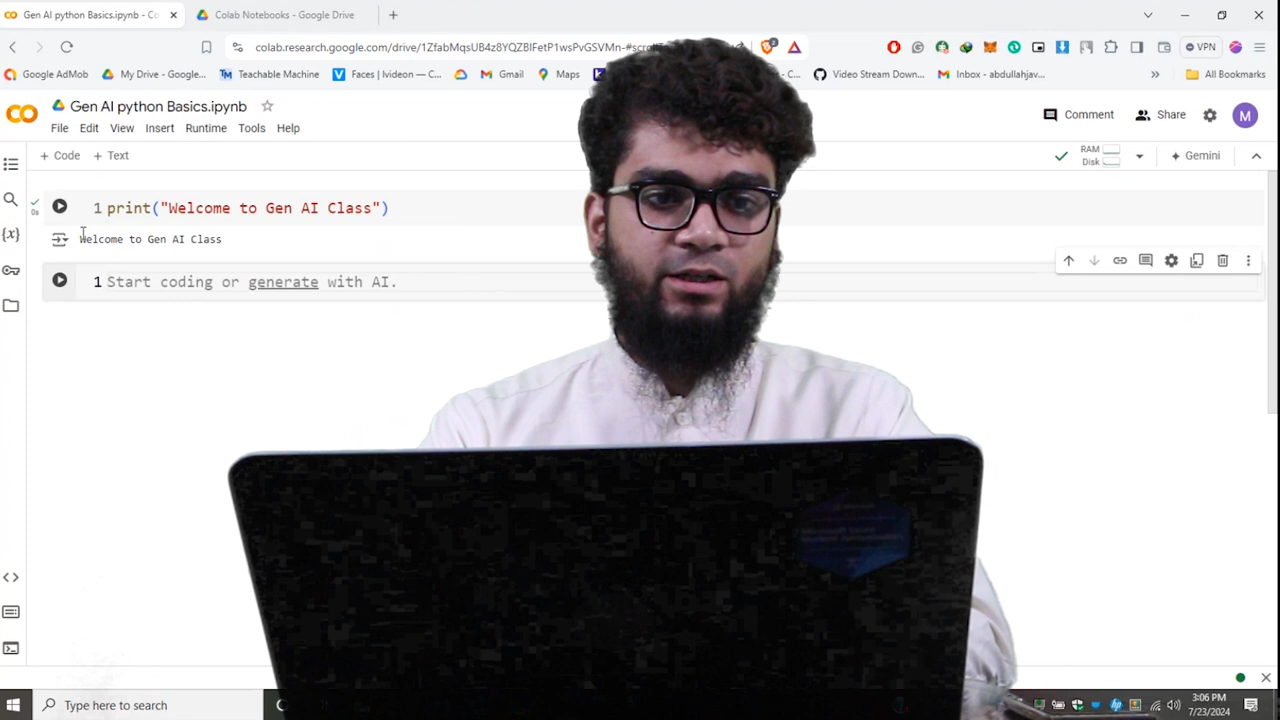 Gen AI python Basics.ipynb - Co
Colab Notebooks - Google Drive
colab.research.google.com/drive/1ZfabMqsUB4z8YQZBIFetP1wsPvGSVMn-#scrollT
2
VPN
Google AdMob
My Drive - Google...
Teachable Machine
Faces | Ivideon — C...
Gmail
Maps
- C...
Video Stream Down...
Inbox - abdullahjav...
All Bookmarks
Gen AI python Basics.ipynb
File Edit View Insert Runtime Tools Help
Comment
Share
M
+ Code + Text
RAM
Disk
Gemini
0s
1 print("Welcome to Gen AI Class")
Welcome to Gen AI Class
1 Start coding or generate with AI.
{x}
Type here to search
3:06 PM
7/23/2024